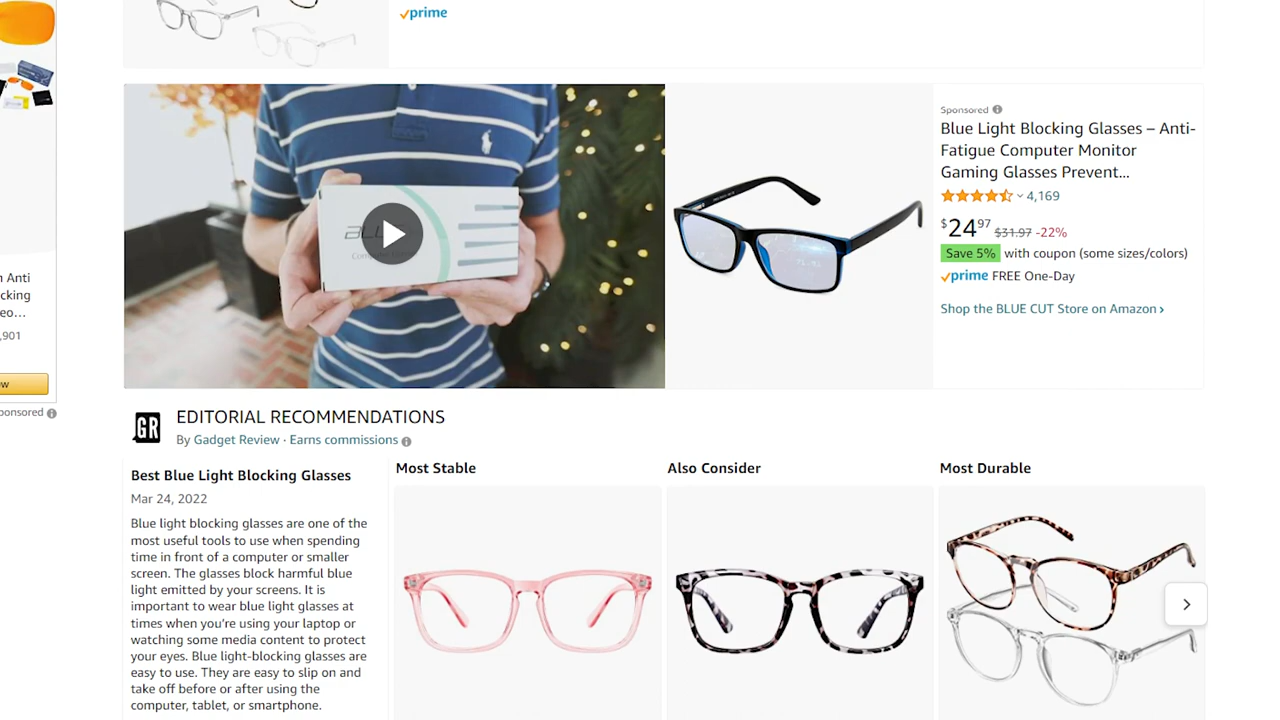 prime
Sponsored
Blue Light Blocking Glasses – Anti-
Fatigue Computer Monitor
Gaming Glasses Prevent...
4,169
$24.97 $31.97 -22%
Save 5% with coupon (some sizes/colors)
prime FREE One-Day
Shop the BLUE CUT Store on Amazon ›
Anti
,901
ponsored
GR
EDITORIAL RECOMMENDATIONS
By Gadget Review · Earns commissions
Best Blue Light Blocking Glasses
Mar 24, 2022
Blue light blocking glasses are one of the
most useful tools to use when spending
time in front of a computer or smaller
screen. The glasses block harmful blue
light emitted by your screens. It is
important to wear blue light glasses at
times when you're using your laptop or
watching some media content to protect
your eyes. Blue light-blocking glasses are
easy to use. They are easy to slip on and
take off before or after using the
computer, tablet, or smartphone.
Most Stable
Also Consider
Most Durable